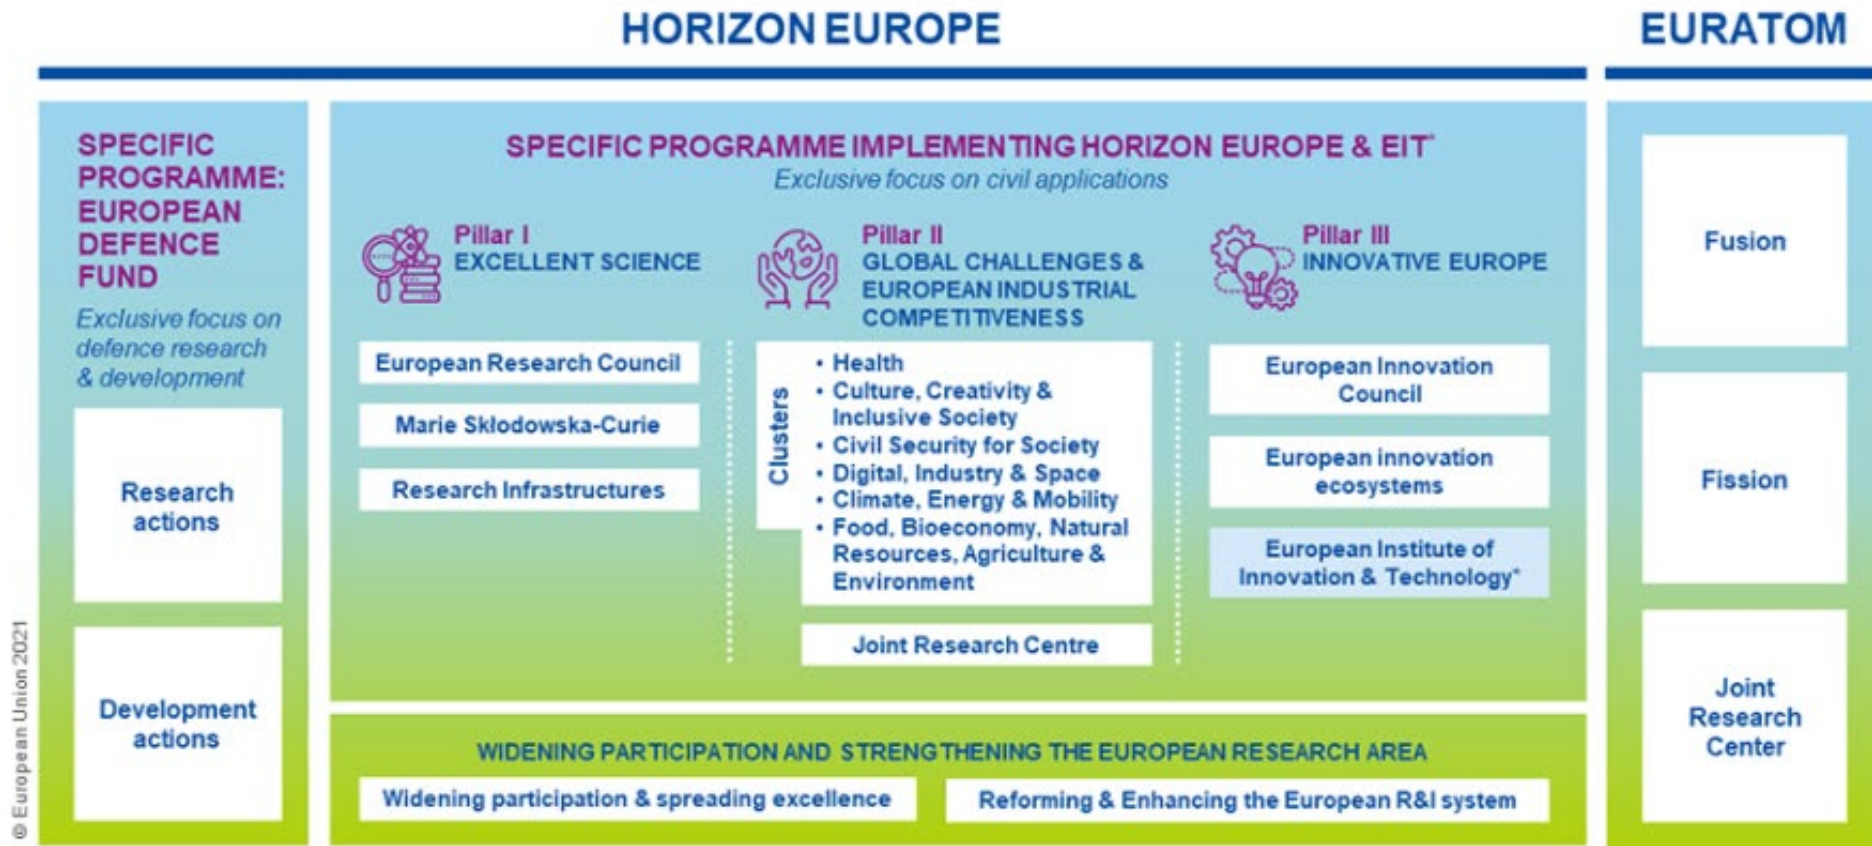 HORIZON EUROPE
EURATOM
SPECIFIC
PROGRAMME:
EUROPEAN
DEFENCE
FUND
Exclusive focus on
defence research
& development
Research
actions
Development
actions
SPECIFIC PROGRAMME IMPLEMENTING HORIZON EUROPE & EIT*
Exclusive focus on civil applications
Pillar I
EXCELLENT SCIENCE
European Research Council
Marie Skłodowska-Curie
Research Infrastructures
Pillar II
GLOBAL CHALLENGES &
EUROPEAN INDUSTRIAL
COMPETITIVENESS
Clusters
• Health
• Culture, Creativity &
Inclusive Society
• Civil Security for Society
• Digital, Industry & Space
• Climate, Energy & Mobility
• Food, Bioeconomy, Natural
Resources, Agriculture &
Environment
Joint Research Centre
Pillar III
INNOVATIVE EUROPE
European Innovation
Council
European innovation
ecosystems
European Institute of
Innovation & Technology*
WIDENING PARTICIPATION AND STRENGTHENING THE EUROPEAN RESEARCH AREA
Widening participation & spreading excellence
Reforming & Enhancing the European R&I system
Fusion
Fission
Joint
Research
Center
© European Union 2021